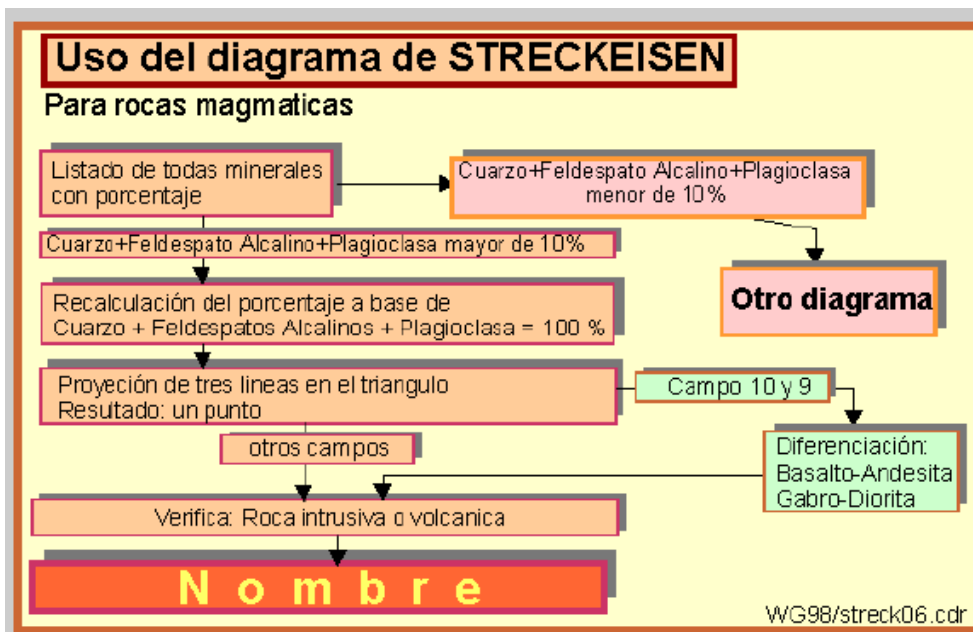 Uso del diagrama de STRECKEISEN
Para rocas magmaticas
Listado de todas minerales
con porcentaje
Cuarzo+Feldespato Alcalino+Plagioclasa
menor de 10%
Cuarzo+Feldespato Alcalino+Plagioclasa mayor de 10%
Otro diagrama
Recalculación del porcentaje a base de
Cuarzo + Feldespatos Alcalinos + Plagioclasa = 100 %
Proyeción de tres lineas en el triangulo
Resultado: un punto
Campo 10 y 9
otros campos
Diferenciación:
Basalto-Andesita
Gabro-Diorita
Verifica: Roca intrusiva o volcanica
N o m b r e
WG98/streck06.cdr